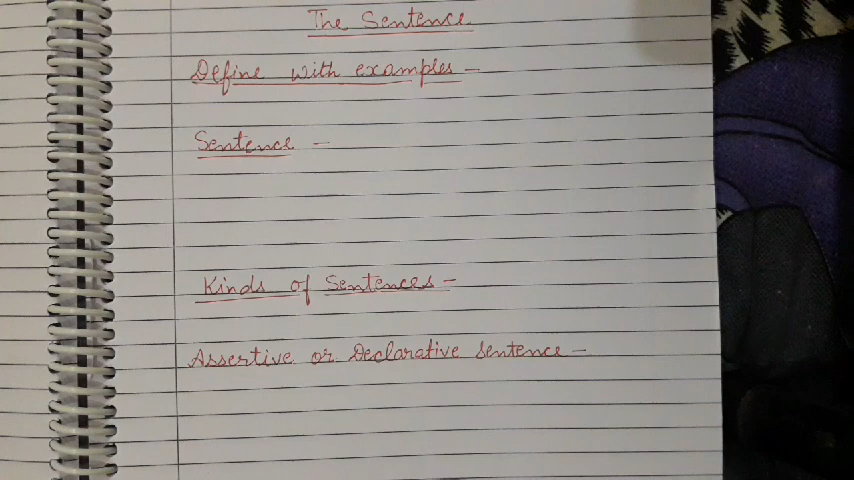 The Sentence
Define with examples -
Sentence -
Kinds of Sentences -
Assertive or Declarative Sentence -